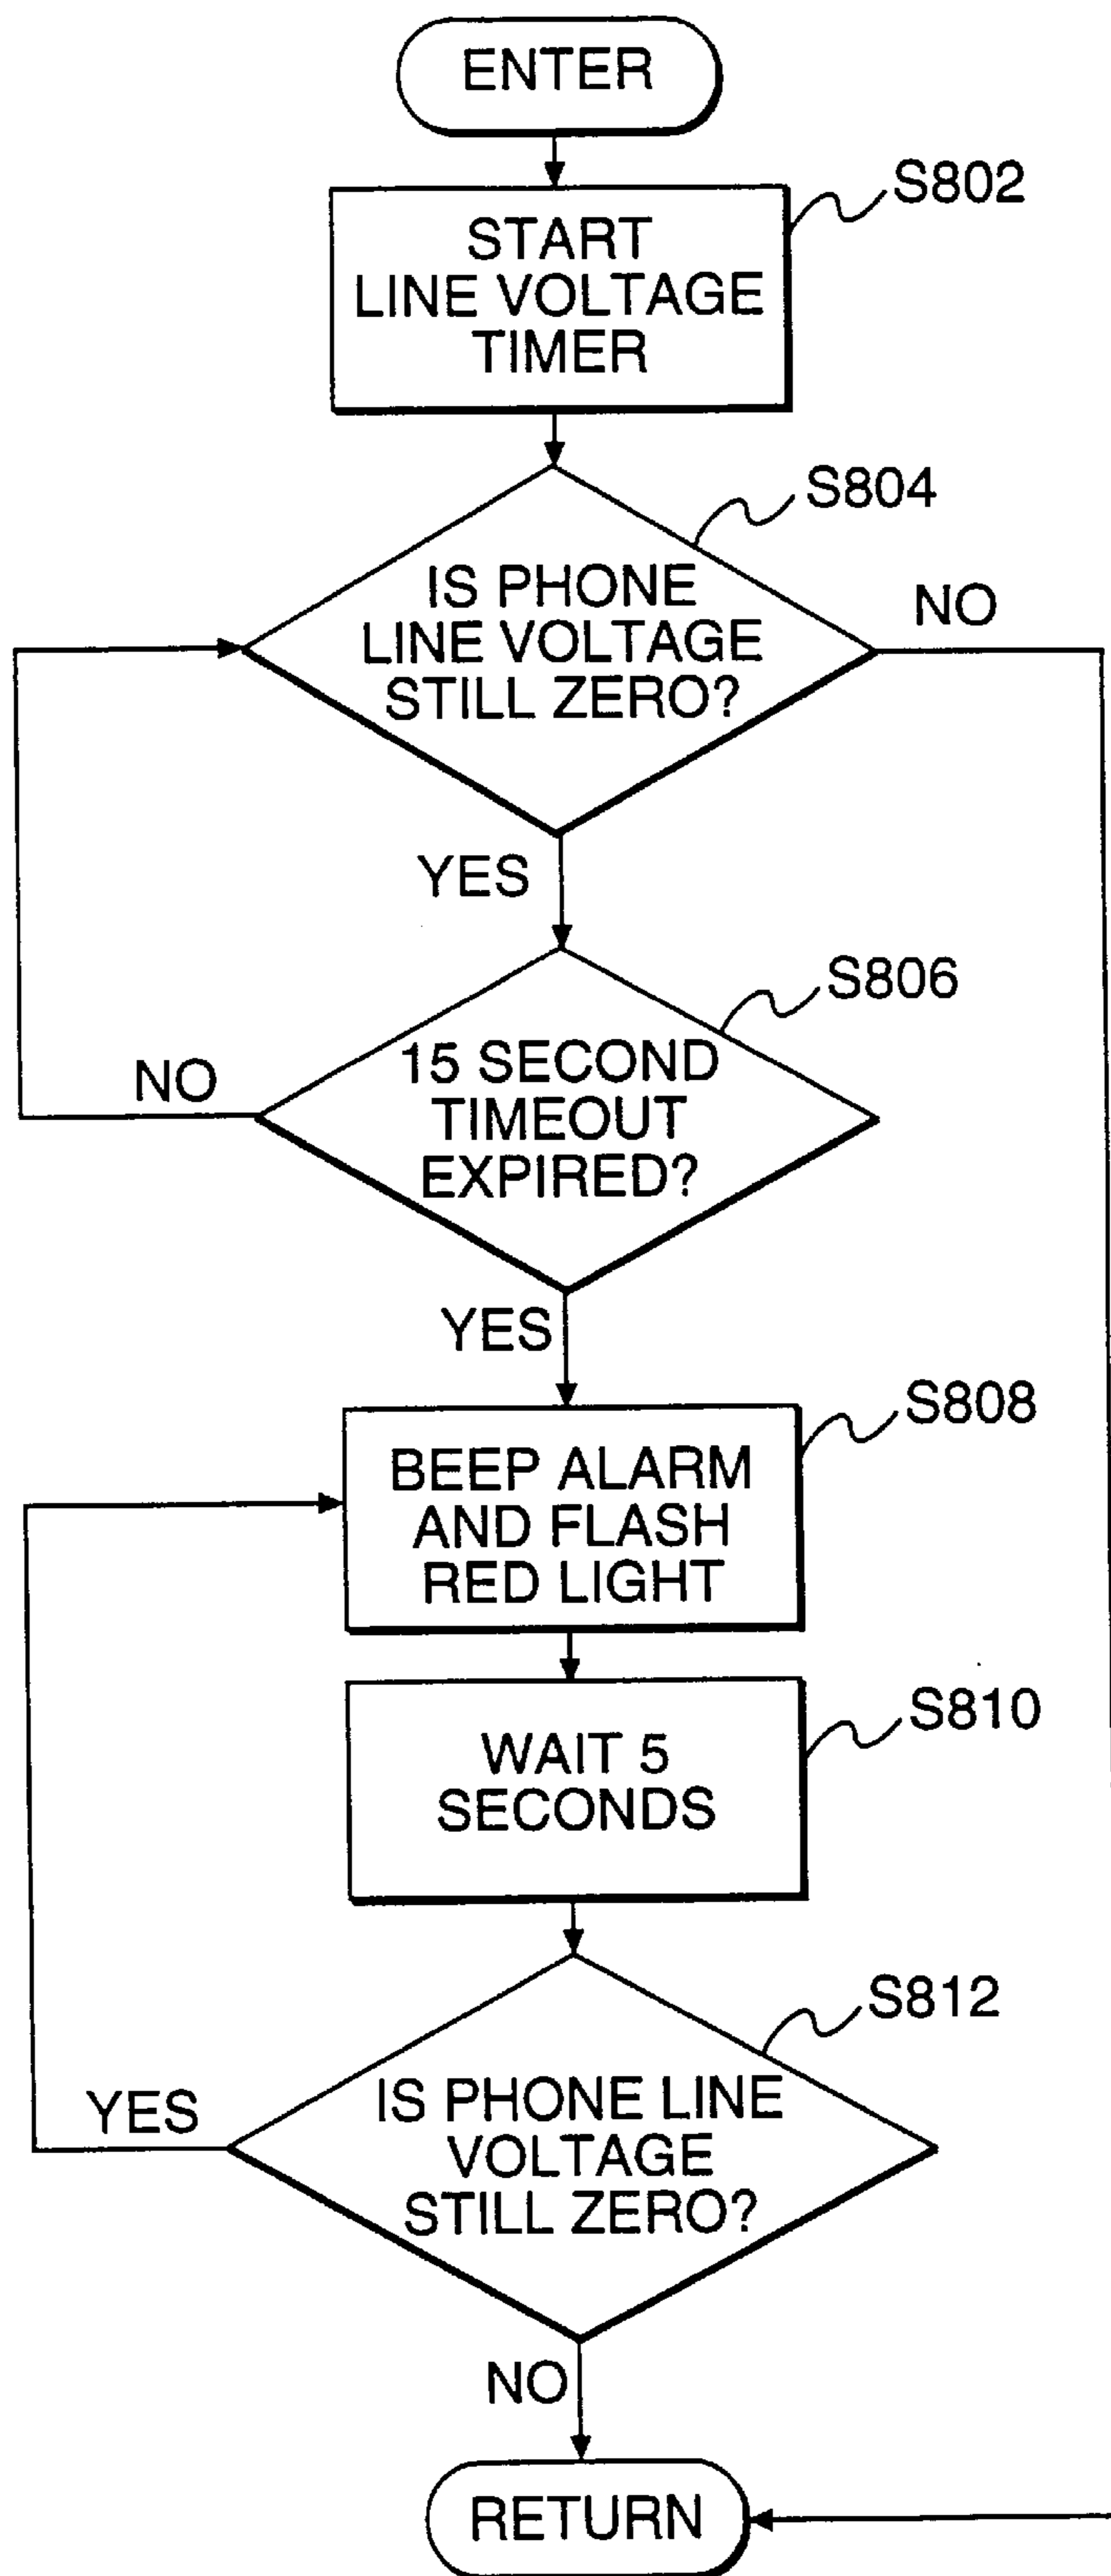 ENTER
S802
START
LINE VOLTAGE
TIMER
S804
IS PHONE
LINE VOLTAGE
STILL ZERO?
NO
YES
S806
15 SECOND
TIMEOUT
EXPIRED?
NO
YES
S808
BEEP ALARM
AND FLASH
RED LIGHT
S810
WAIT 5
SECONDS
S812
IS PHONE LINE
VOLTAGE
STILL ZERO?
YES
NO
RETURN